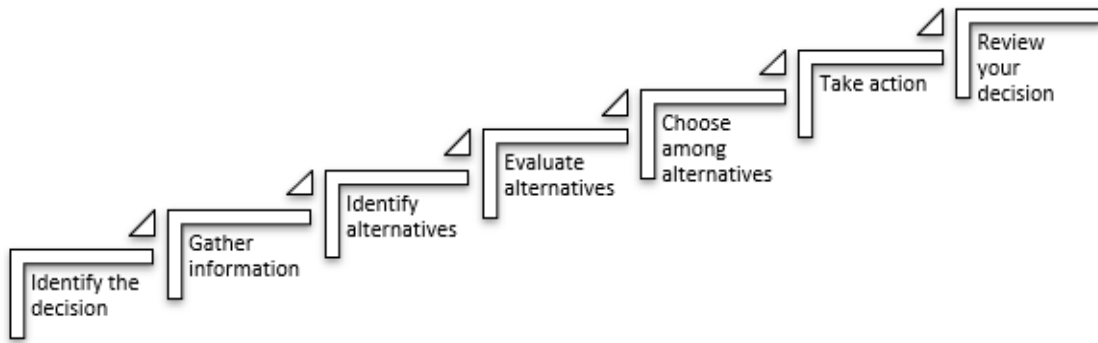 Identify the
decision
Gather
information
Identify
alternatives
Evaluate
alternatives
Choose
among
alternatives
Take action
Review
your
decision